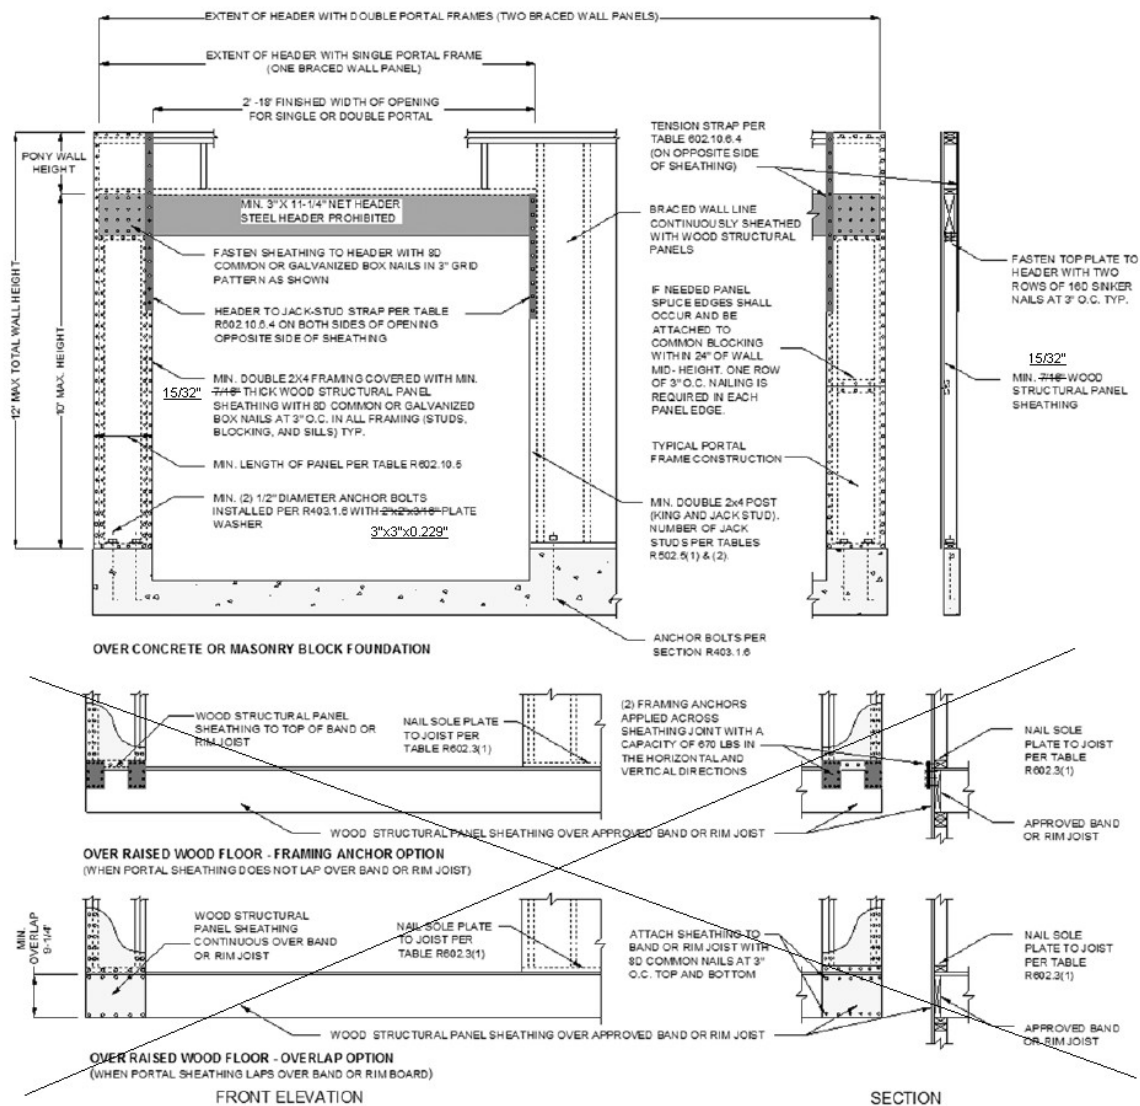 EXTENT OF HEADER WITH DOUBLE PORTAL FRAMES (TWO BRACED WALL PANELS)
EXTENT OF HEADER WITH SINGLE PORTAL FRAME
(ONE BRACED WALL PANEL)
2' -18' FINISHED WIDTH OF OPENING
FOR SINGLE OR DOUBLE PORTAL
PONY WALL
HEIGHT
12' MAX TOTAL WALL HEIGHT
10' MAX. HEIGHT
MIN. 3" X 11-1/4" NET HEADER
STEEL HEADER PROHIBITED
FASTEN SHEATHING TO HEADER WITH 8D
COMMON OR GALVANIZED BOX NAILS IN 3" GRID
PATTERN AS SHOWN
HEADER TO JACK-STUD STRAP PER TABLE
R602.10.6.4 ON BOTH SIDES OF OPENING
OPPOSITE SIDE OF SHEATHING
MIN. DOUBLE 2X4 FRAMING COVERED WITH MIN.
15/32" 7/16" THICK WOOD STRUCTURAL PANEL
SHEATHING WITH 8D COMMON OR GALVANIZED
BOX NAILS AT 3" O.C. IN ALL FRAMING (STUDS,
BLOCKING, AND SILLS) TYP.
MIN. LENGTH OF PANEL PER TABLE R602.10.5
MIN. (2) 1/2" DIAMETER ANCHOR BOLTS
INSTALLED PER R403.1.6 WITH 2"x2"x3/16" PLATE
WASHER
3"x3"x0.229"
TENSION STRAP PER
TABLE 602.10.6.4
(ON OPPOSITE SIDE
OF SHEATHING)
BRACED WALL LINE
CONTINUOUSLY SHEATHED
WITH WOOD STRUCTURAL
PANELS
IF NEEDED PANEL
SPLICE EDGES SHALL
OCCUR AND BE
ATTACHED TO
COMMON BLOCKING
WITHIN 24" OF WALL
MID- HEIGHT. ONE ROW
OF 3" O.C. NAILING IS
REQUIRED IN EACH
PANEL EDGE.
TYPICAL PORTAL
FRAME CONSTRUCTION
MIN. DOUBLE 2x4 POST
(KING AND JACK STUD).
NUMBER OF JACK
STUDS PER TABLES
R502.5(1) & (2).
ANCHOR BOLTS PER
SECTION R403.1.6
FASTEN TOP PLATE TO
HEADER WITH TWO
ROWS OF 16D SINKER
NAILS AT 3" O.C. TYP.
15/32"
MIN. 7/16" WOOD
STRUCTURAL PANEL
SHEATHING
OVER CONCRETE OR MASONRY BLOCK FOUNDATION
WOOD STRUCTURAL PANEL
SHEATHING TO TOP OF BAND OR
RIM JOIST
NAIL SOLE PLATE
TO JOIST PER
TABLE R602.3(1)
(2) FRAMING ANCHORS
APPLIED ACROSS
SHEATHING JOINT WITH A
CAPACITY OF 670 LBS IN
THE HORIZONTAL AND
VERTICAL DIRECTIONS
NAIL SOLE
PLATE TO JOIST
PER TABLE
R602.3(1)
WOOD STRUCTURAL PANEL SHEATHING OVER APPROVED BAND OR RIM JOIST
APPROVED BAND
OR RIM JOIST
OVER RAISED WOOD FLOOR - FRAMING ANCHOR OPTION
(WHEN PORTAL SHEATHING DOES NOT LAP OVER BAND OR RIM JOIST)
MIN.
OVERLAP
9-1/4"
WOOD STRUCTURAL
PANEL SHEATHING
CONTINUOUS OVER BAND
OR RIM JOIST
NAIL SOLE PLATE
TO JOIST PER
TABLE R602.3(1)
ATTACH SHEATHING TO
BAND OR RIM JOIST WITH
8D COMMON NAILS AT 3"
O.C. TOP AND BOTTOM
NAIL SOLE
PLATE TO JOIST
PER TABLE
R602.3(1)
WOOD STRUCTURAL PANEL SHEATHING OVER APPROVED BAND OR RIM JOIST
APPROVED BAND
OR RIM JOIST
OVER RAISED WOOD FLOOR - OVERLAP OPTION
(WHEN PORTAL SHEATHING LAPS OVER BAND OR RIM BOARD)
FRONT ELEVATION
SECTION